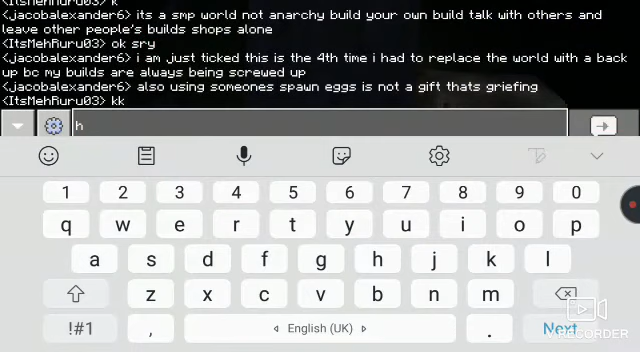 <ItsMehRuru03> k
<jacobalexander6> its a smp world not anarchy build your own build talk with others and
leave other people's builds shops alone
<ItsMehRuru03> ok sry
<jacobalexander6> i am just ticked this is the 4th time i had to replace the world with a back
up bc my builds are always being screwed up
<jacobalexander6> also using someones spawn eggs is not a gift thats griefing
<ItsMehRuru03> kk
h
1 2 3 4 5 6 7 8 9 0
q w e r t y u i o p
a s d f g h j k l
z x c v b n m
!#1 , English (UK) . Next
RECORDER